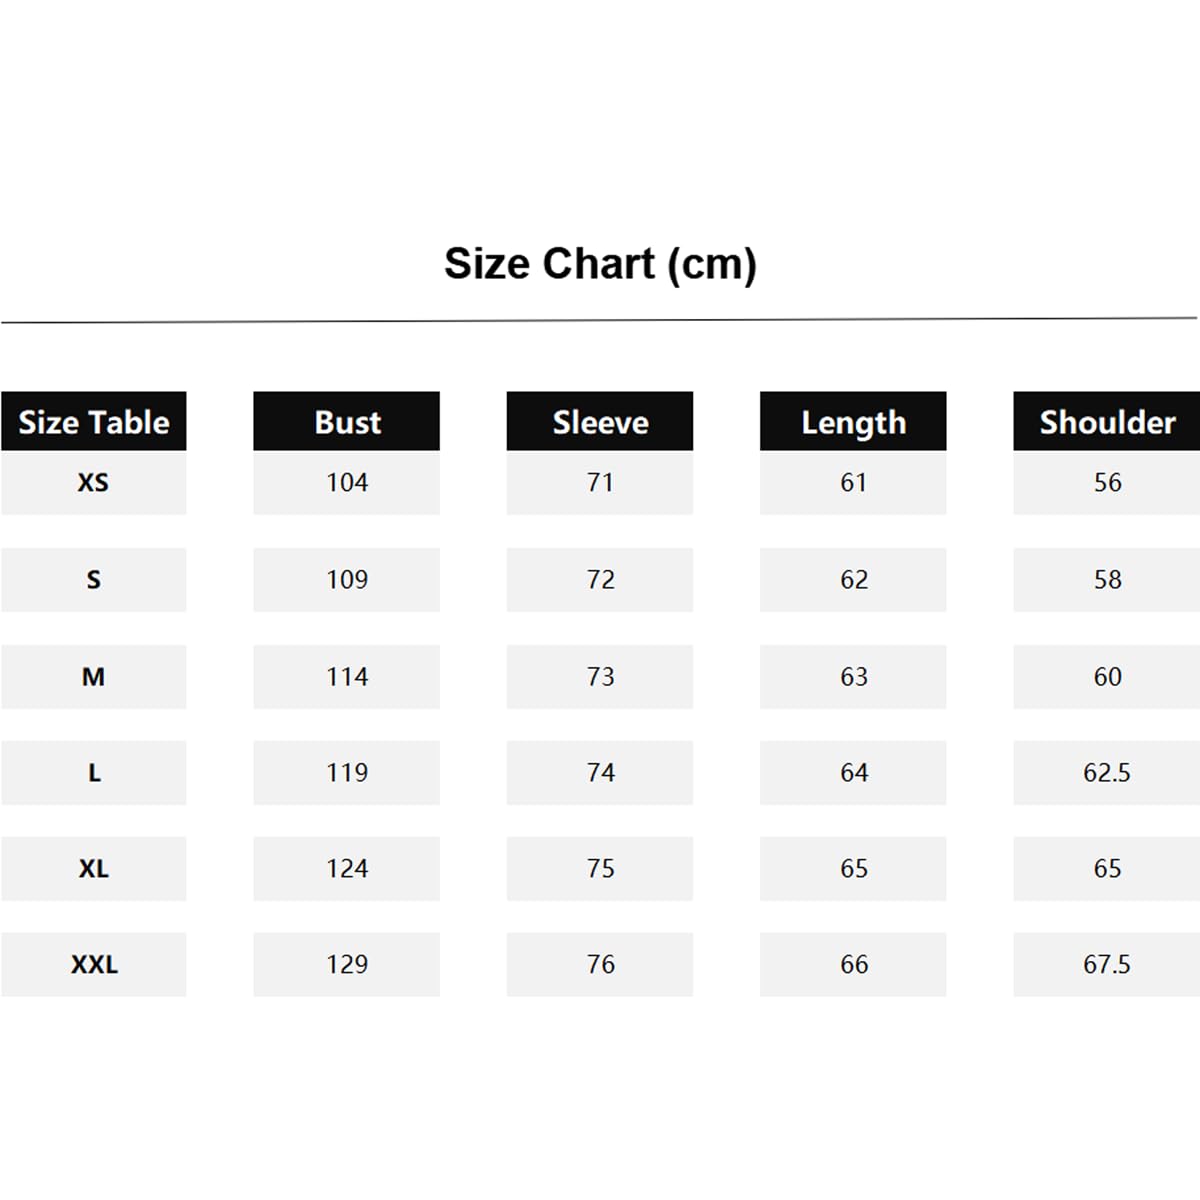 Size Chart (cm)
Size Table Bust Sleeve Length Shoulder
XS 104 71 61 56
S 109 72 62 58
M 114 73 63 60
L 119 74 64 62.5
XL 124 75 65 65
XXL 129 76 66 67.5